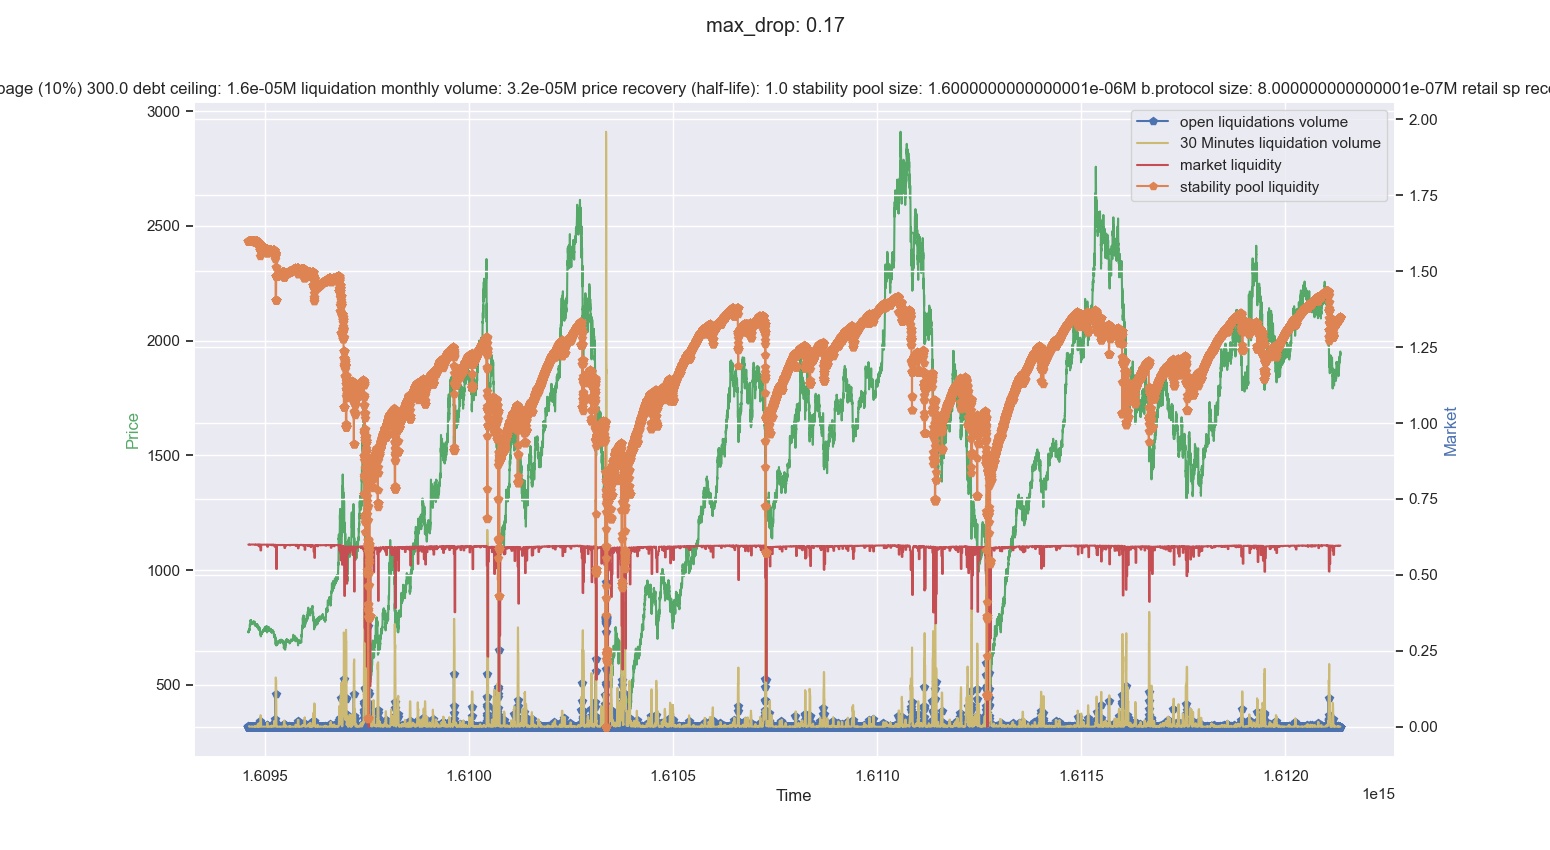 max_drop: 0.17
page (10%) 300.0 debt ceiling: 1.6e-05M liquidation monthly volume: 3.2e-05M price recovery (half-life): 1.0 stability pool size: 1.6000000000000001e-06M b.protocol size: 8.000000000000001e-07M retail sp
3000
2500
2000
1500
1000
500
Price
2.00
1.75
1.50
1.25
1.00
0.75
0.50
0.25
0.00
Market
open liquidations volume
30 Minutes liquidation volume
market liquidity
stability pool liquidity
1.6095
1.6100
1.6105
1.6110
1.6115
1.6120
Time
1e15